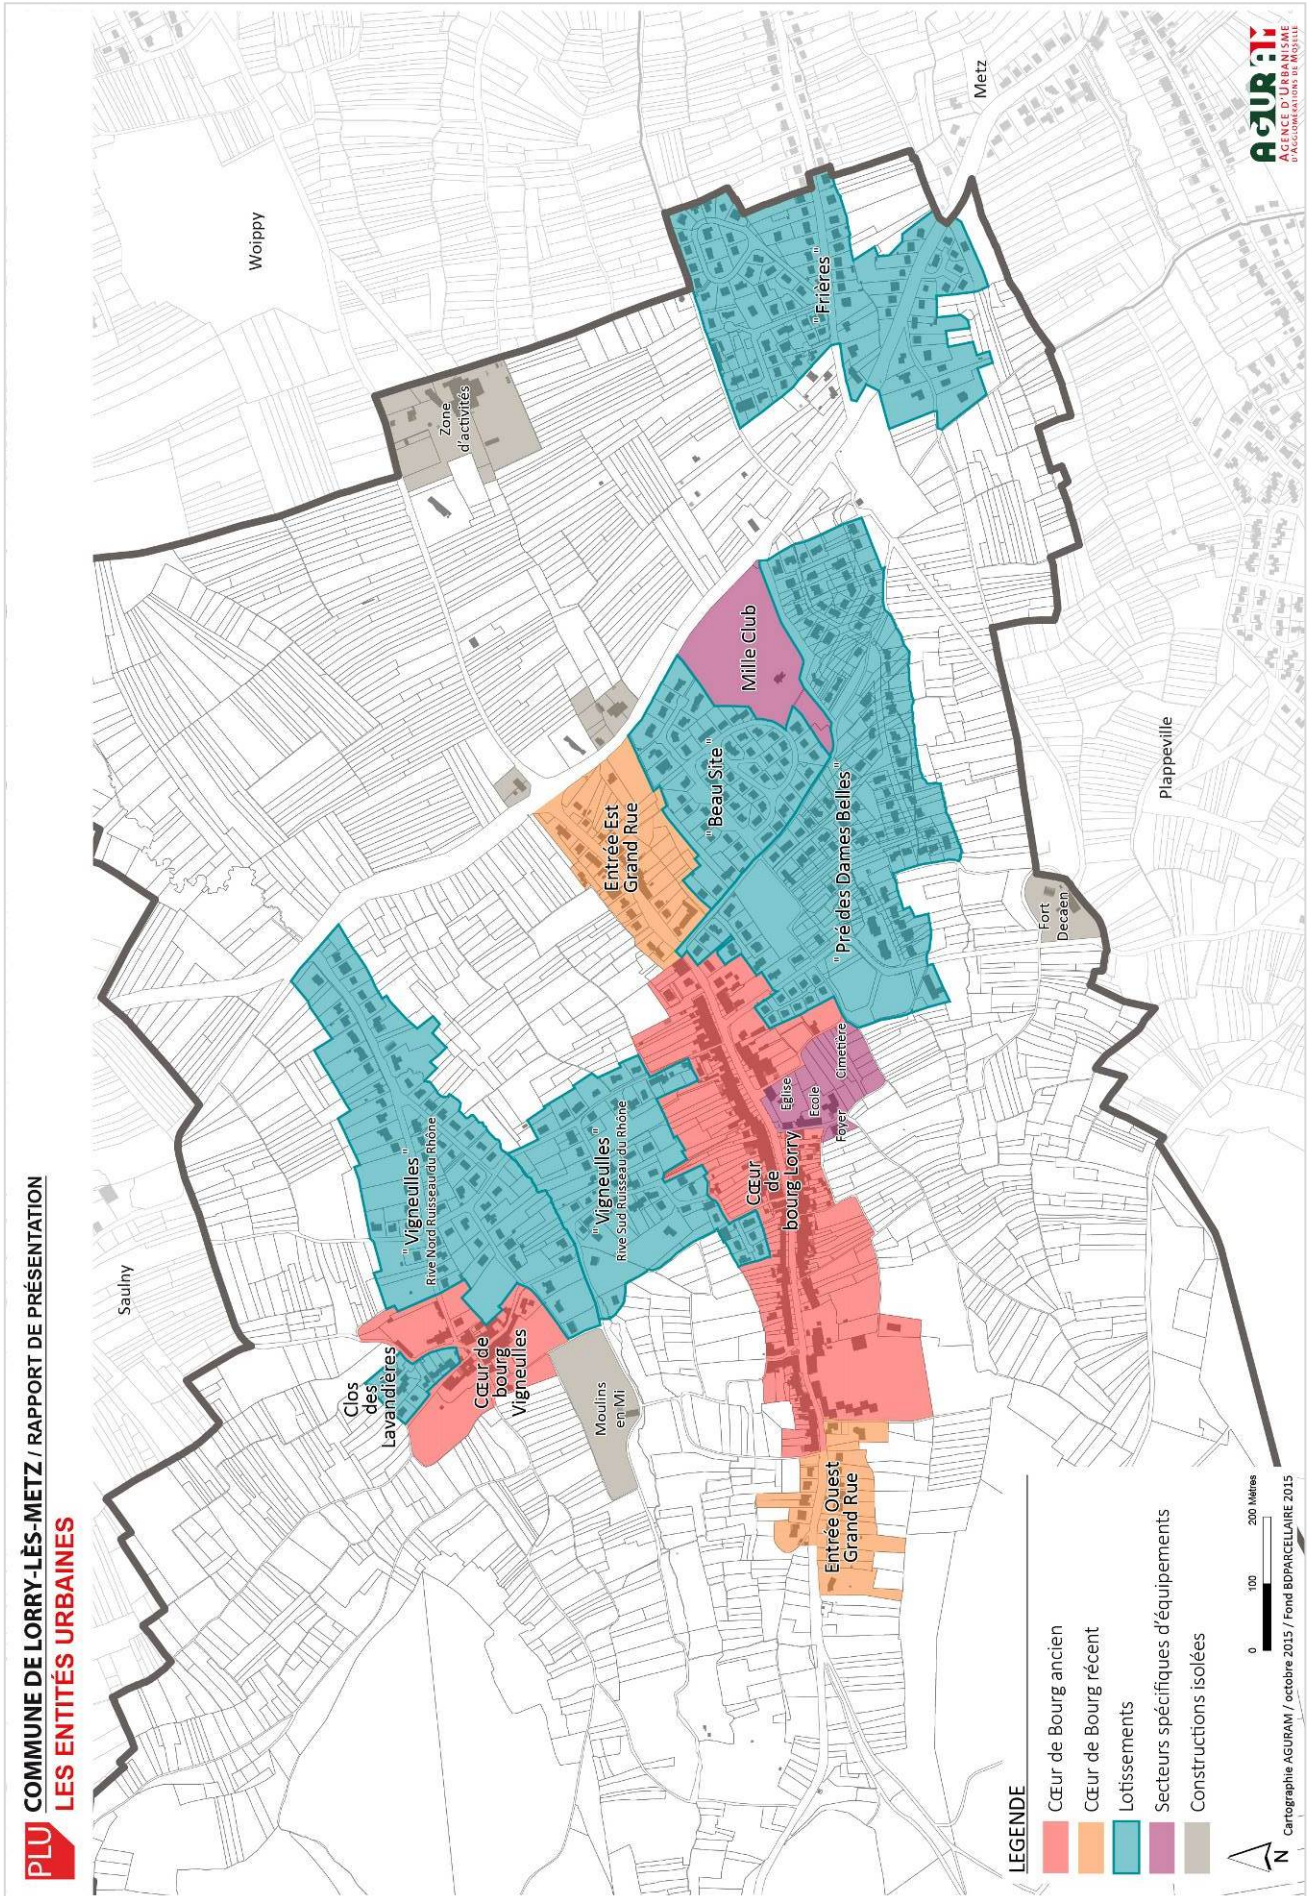 PLU
COMMUNE DE LORRY-LÈS-METZ / RAPPORT DE PRÉSENTATION
LES ENTITÉS URBAINES
Saulny
Woippy
Metz
Plappeville
Clos
des
Lavandières
Cœur de
bourg
Vigneulles
"Vigneulles"
Rive Nord Ruisseau du Rhône
"Vigneulles"
Rive Sud Ruisseau du Rhône
Moulins
en Mi
Zone
d'activités
Entrée Est
Grand Rue
"Beau Site"
Mille Club
"Frières"
"Pré des Dames Belles"
Cœur
de
bourg Lorry
Eglise
Ecole
Foyer
Cimetière
Fort
Decaen
Entrée Ouest
Grand Rue
LEGENDE
Cœur de Bourg ancien
Cœur de Bourg récent
Lotissements
Secteurs spécifiques d'équipements
Constructions isolées
N
0 100 200 Mètres
Cartographie AGURAM / octobre 2015 / Fond BDPARCELLAIRE 2015
AGURAM
AGENCE D'URBANISME
D'AGGLOMÉRATIONS DE MOSELLE